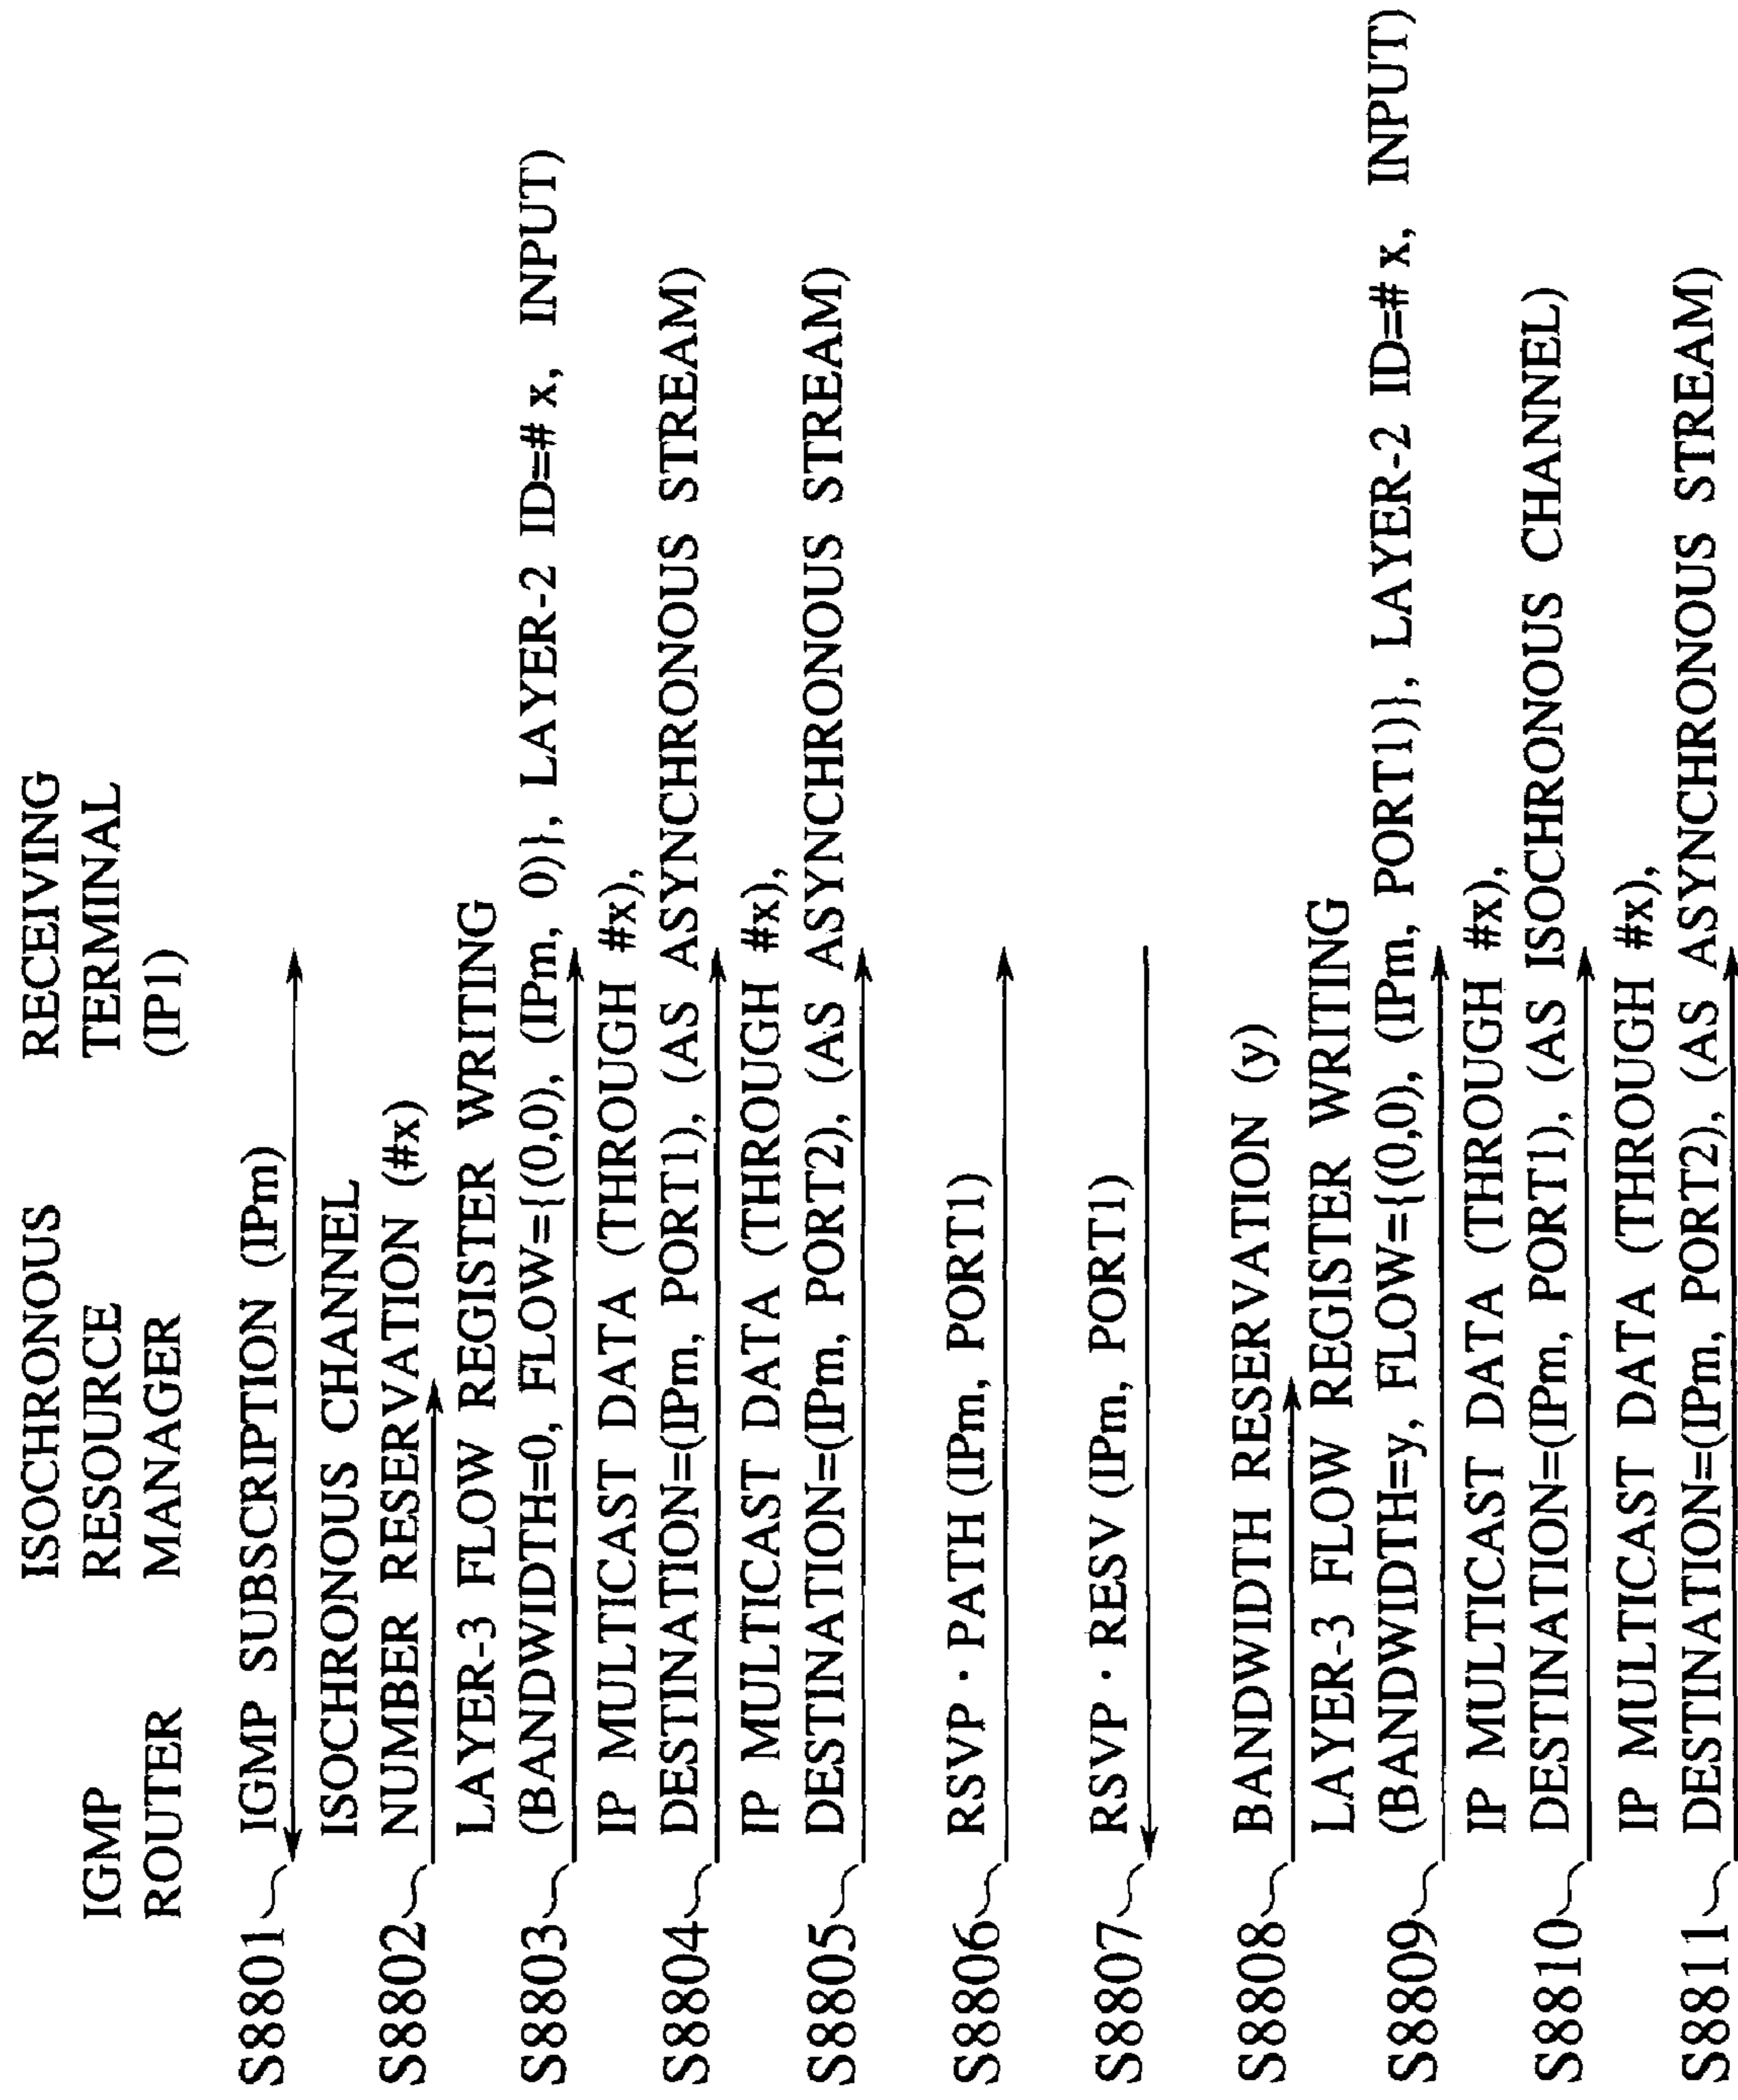 IGMP
ROUTER
ISOCHRONOUS
RESOURCE
MANAGER
RECEIVING
TERMINAL
(IP1)
S8801
IGMP SUBSCRIPTION (IPm)
S8802
ISOCHRONOUS CHANNEL
NUMBER RESERVATION (#x)
S8803
LAYER-3 FLOW REGISTER WRITING
(BANDWIDTH=0, FLOW={(0,0), (IPm, 0)}, LAYER-2 ID=#x, INPUT)
S8804
IP MULTICAST DATA (THROUGH #x),
DESTINATION=(IPm, PORT1), (AS ASYNCHRONOUS STREAM)
S8805
IP MULTICAST DATA (THROUGH #x),
DESTINATION=(IPm, PORT2), (AS ASYNCHRONOUS STREAM)
S8806
RSVP · PATH (IPm, PORT1)
S8807
RSVP · RESV (IPm, PORT1)
S8808
BANDWIDTH RESERVATION (y)
S8809
LAYER-3 FLOW REGISTER WRITING
(BANDWIDTH=y, FLOW={(0,0), (IPm, PORT1)}, LAYER-2 ID=#x, INPUT)
S8810
IP MULTICAST DATA (THROUGH #x),
DESTINATION=(IPm, PORT1), (AS ISOCHRONOUS CHANNEL)
S8811
IP MULTICAST DATA (THROUGH #x),
DESTINATION=(IPm, PORT2), (AS ASYNCHRONOUS STREAM)